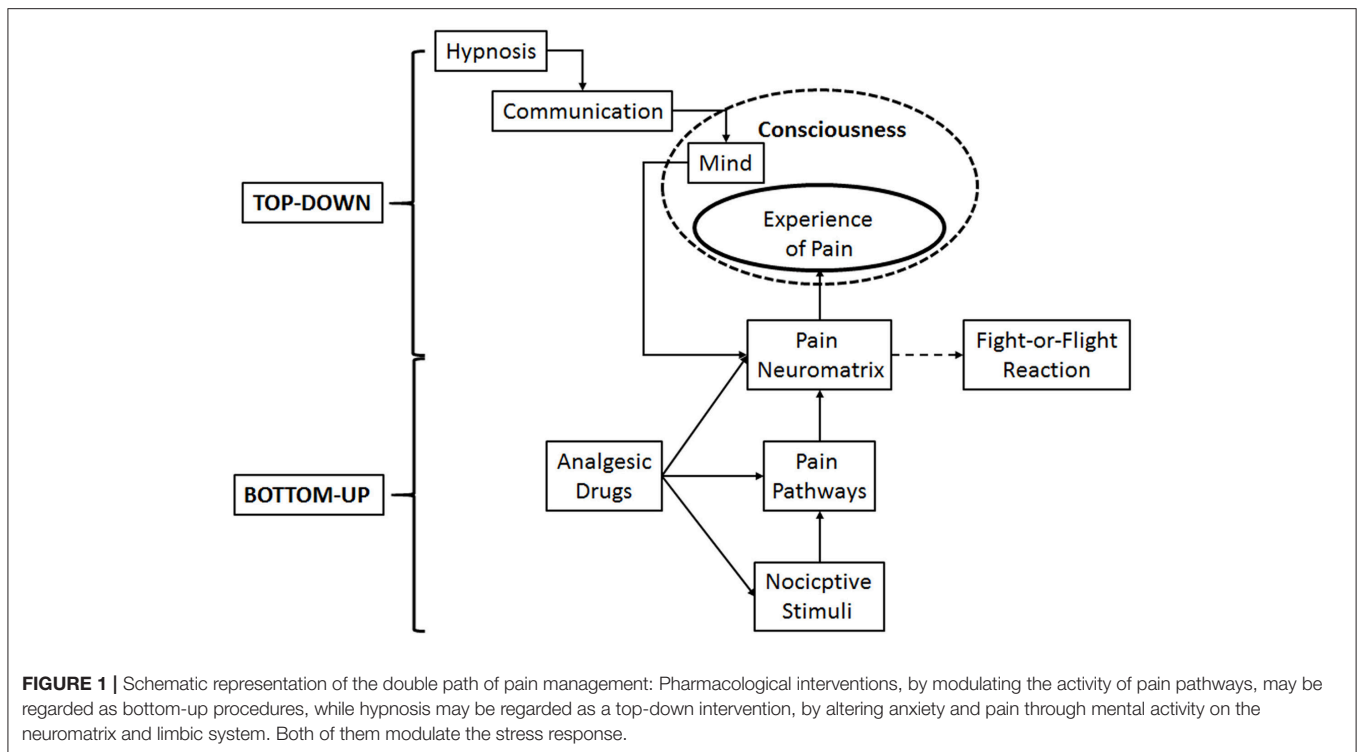 Hypnosis
Communication
Consciousness
Mind
TOP-DOWN
Experience
of Pain
Pain
Neuromatrix
Fight-or-Flight
Reaction
Analgesic
Drugs
Pain
Pathways
BOTTOM-UP
Nocicptive
Stimuli
FIGURE 1 | Schematic representation of the double path of pain management: Pharmacological interventions, by modulating the activity of pain pathways, may be
regarded as bottom-up procedures, while hypnosis may be regarded as a top-down intervention, by altering anxiety and pain through mental activity on the
neuromatrix and limbic system. Both of them modulate the stress response.